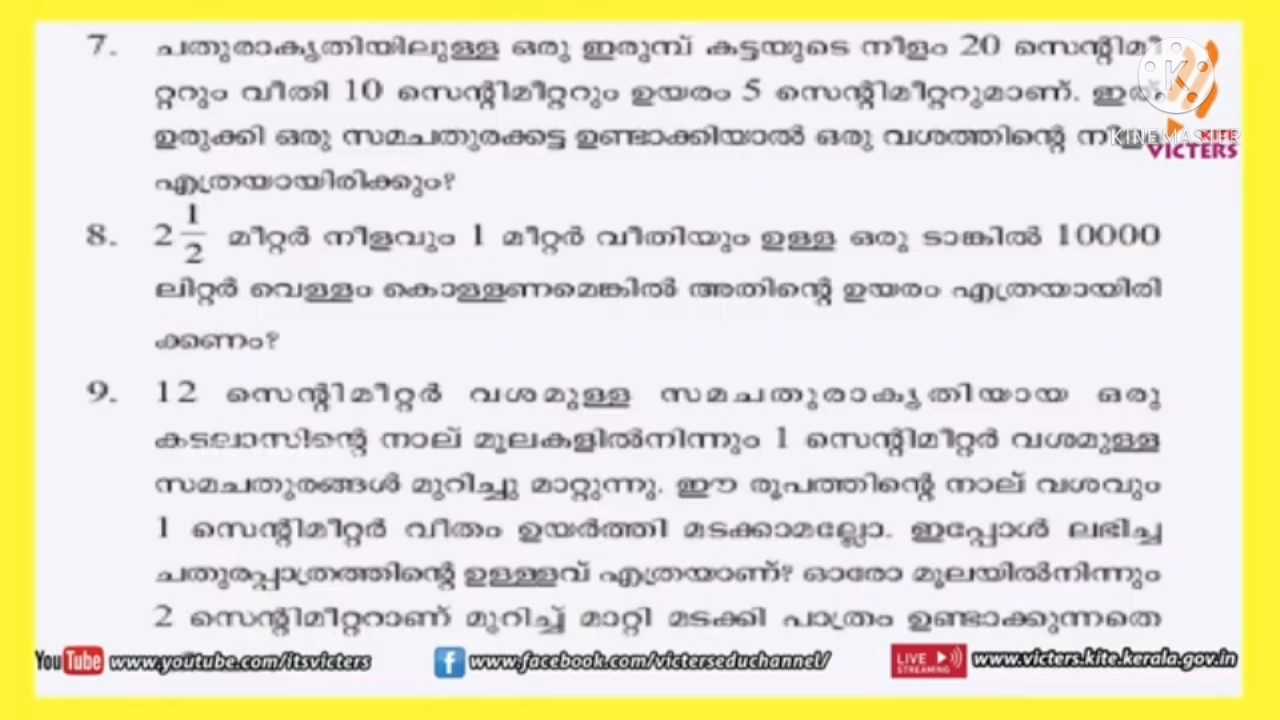 7. ചതുരാകൃതിയിലുള്ള ഒരു ഇരുമ്പ് കട്ടയുടെ നീളം 20 സെന്റിമീ
റ്ററും വീതി 10 സെന്റിമീറ്ററും ഉയരം 5 സെന്റിമീറ്ററുമാണ്.
ഉരുക്കി ഒരു സമചതുരക്കട്ട ഉണ്ടാക്കിയാൽ ഒരു വശത്തിന്റെ
എത്രയായിരിക്കും?
8. 2 1/2 മീറ്റർ നീളവും 1 മീറ്റർ വീതിയും ഉള്ള ഒരു ടാങ്കിൽ 10000
ലിറ്റർ വെള്ളം കൊള്ളണമെങ്കിൽ അതിന്റെ ഉയരം എത്രയായിരി
ക്കണം?
9. 12 സെന്റിമീറ്റർ വശമുള്ള സമചതുരാകൃതിയായ ഒരു
കടലാസിന്റെ നാല് മൂലകളിൽനിന്നും 1 സെന്റിമീറ്റർ വശമുള്ള
സമചതുരങ്ങൾ മുറിച്ചു മാറ്റുന്നു. ഈ രൂപത്തിന്റെ നാല് വശവും
1 സെന്റിമീറ്റർ വീതം ഉയർത്തി മടക്കാമല്ലോ. ഇപ്പോൾ ലഭിച്ച
ചതുരപ്പാത്രത്തിന്റെ ഉള്ളളവ് എത്രയാണ്? ഓരോ മൂലയിൽനിന്നും
2 സെന്റിമീറ്ററാണ് മുറിച്ച് മാറ്റി മടക്കി പാത്രം ഉണ്ടാക്കുന്നതെ
K
KINEMASTER
KITE
VICTERS
YouTube www.youtube.com/itsvicters
f www.facebook.com/victerseduchannel/
LIVE STREAMING www.victers.kite.kerala.gov.in